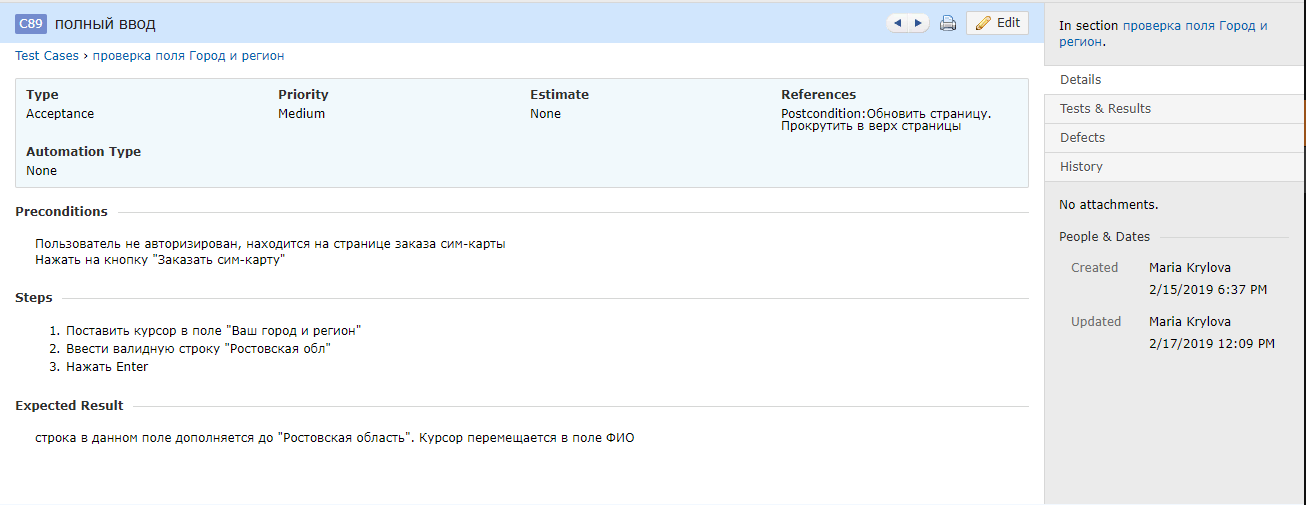 C89 полный ввод
Edit
Test Cases › проверка поля Город и регион
Type
Acceptance
Priority
Medium
Estimate
None
References
Postcondition:Обновить страницу.
Прокрутить в верх страницы
Automation Type
None
Preconditions
Пользователь не авторизирован, находится на странице заказа сим-карты
Нажать на кнопку "Заказать сим-карту"
Steps
1. Поставить курсор в поле "Ваш город и регион"
2. Ввести валидную строку "Ростовская обл"
3. Нажать Enter
Expected Result
строка в данном поле дополняется до "Ростовская область". Курсор перемещается в поле ФИО
In section проверка поля Город и
регион.
Details
Tests & Results
Defects
History
No attachments.
People & Dates
Created Maria Krylova
2/15/2019 6:37 PM
Updated Maria Krylova
2/17/2019 12:09 PM